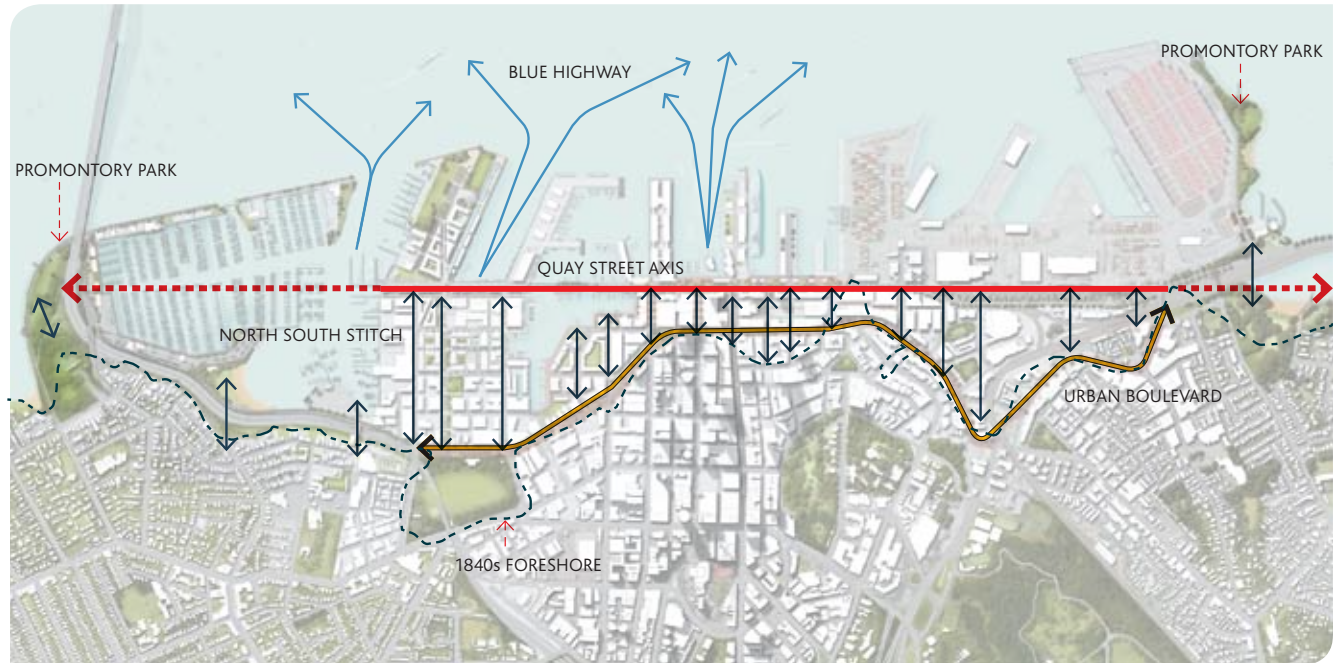 PROMONTORY PARK
BLUE HIGHWAY
PROMONTORY PARK
QUAY STREET AXIS
NORTH SOUTH STITCH
URBAN BOULEVARD
1840s FORESHORE